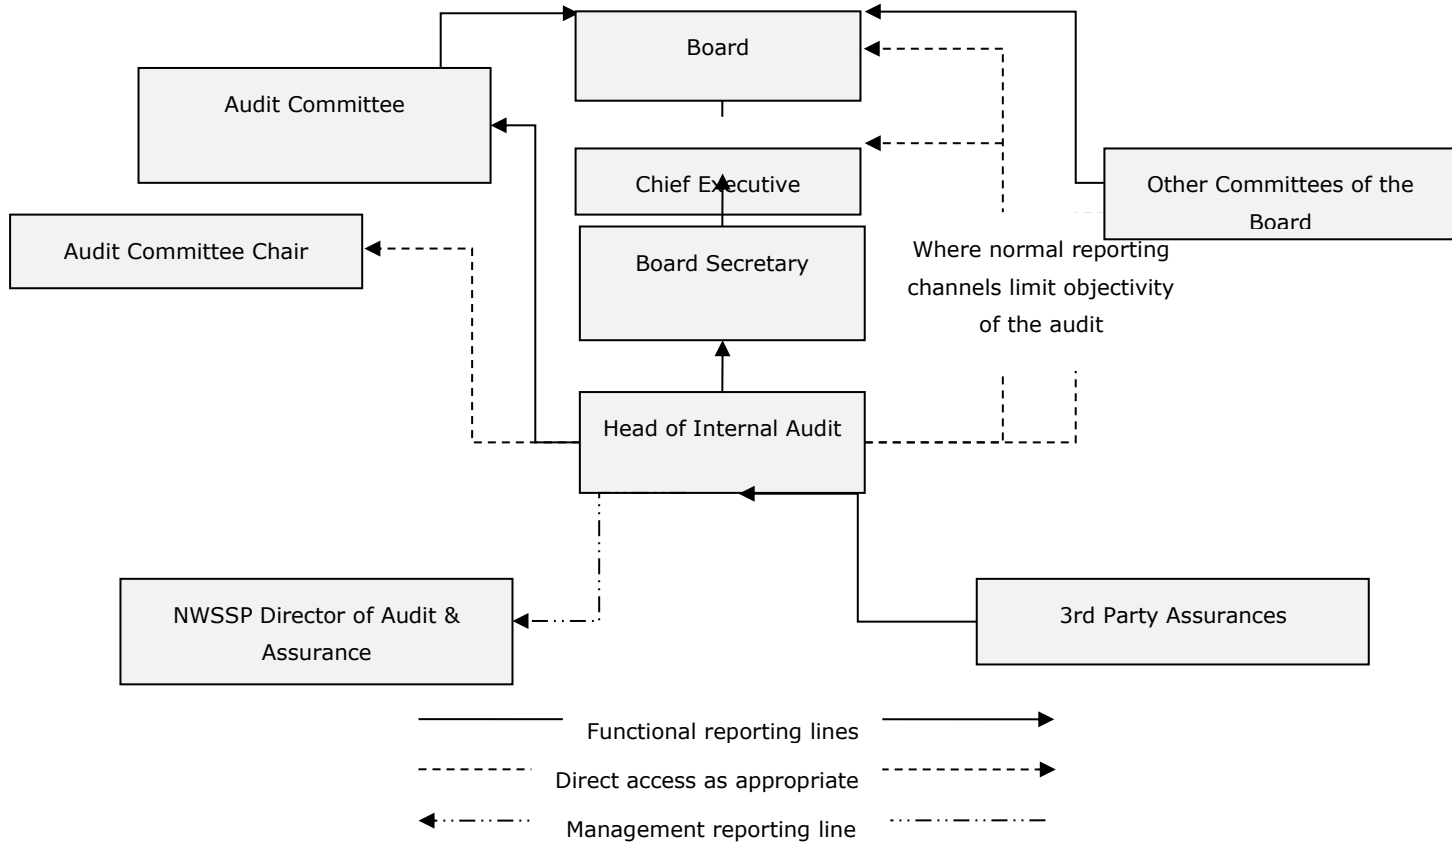 Board
Audit Committee
Chief Executive
Other Committees of the
Board
Audit Committee Chair
Board Secretary
Where normal reporting
channels limit objectivity
of the audit
Head of Internal Audit
NWSSP Director of Audit &
Assurance
3rd Party Assurances
Functional reporting lines
Direct access as appropriate
Management reporting line